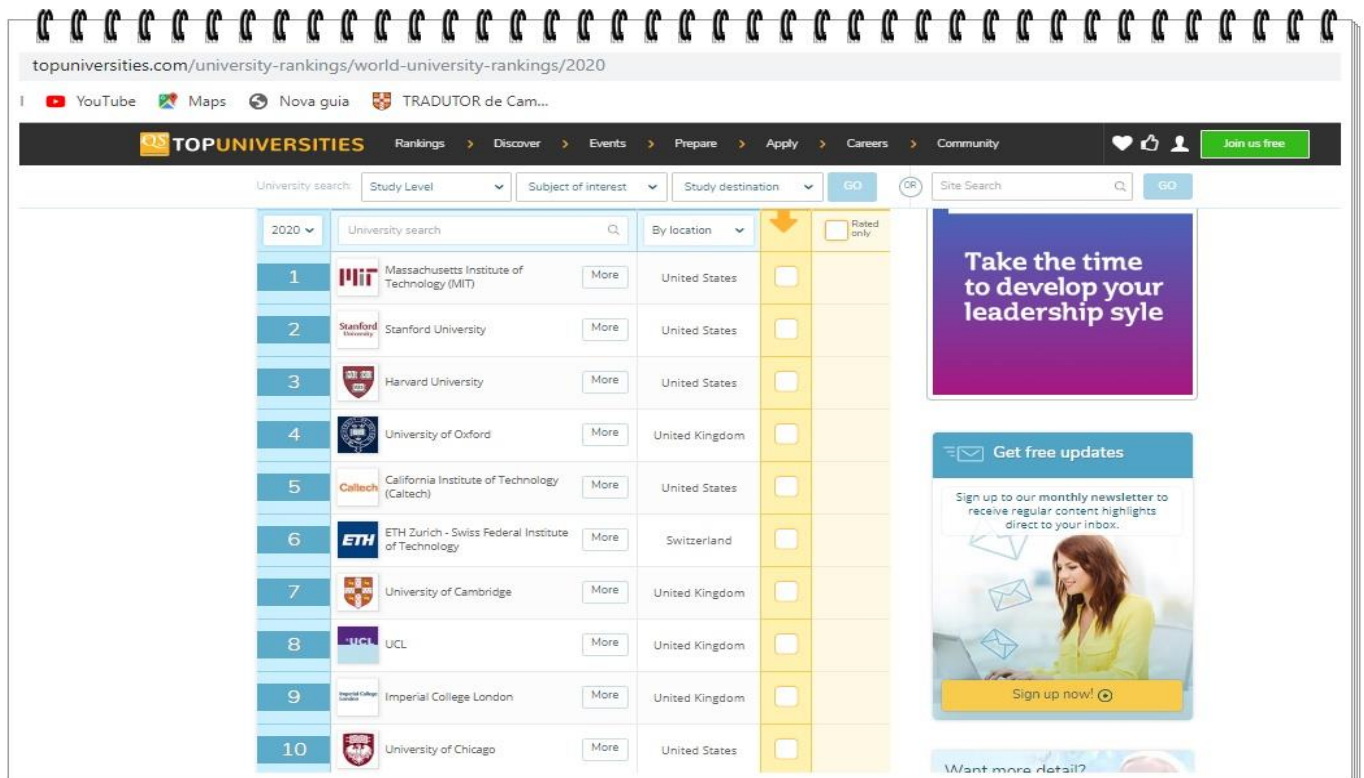 topuniversities.com/university-rankings/world-university-rankings/2020
YouTube Maps Nova guia TRADUTOR de Cam...
QS TOPUNIVERSITIES Rankings > Discover > Events > Prepare > Apply > Careers > Community Join us free
University search: Study Level Subject of interest Study destination GO OR Site Search GO
2020 University search By location Rated only
1 Massachusetts Institute of Technology (MIT) More United States
2 Stanford University Stanford University More United States
3 Harvard University More United States
4 University of Oxford More United Kingdom
5 Caltech California Institute of Technology (Caltech) More United States
6 ETH ETH Zurich - Swiss Federal Institute of Technology More Switzerland
7 University of Cambridge More United Kingdom
8 UCL UCL More United Kingdom
9 Imperial College London Imperial College London More United Kingdom
10 University of Chicago More United States
Take the time
to develop your
leadership syle
Get free updates
Sign up to our monthly newsletter to
receive regular content highlights
direct to your inbox.
Sign up now!
Want more detail?